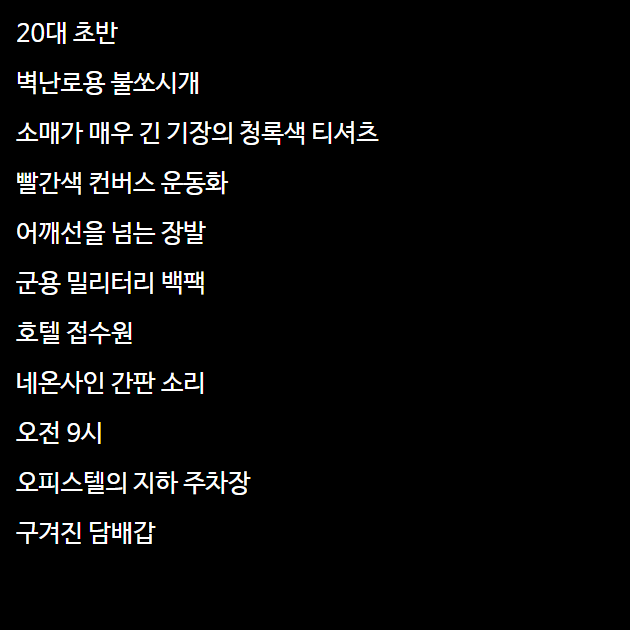 20대 초반
벽난로용 불쏘시개
소매가 매우 긴 기장의 청록색 티셔츠
빨간색 컨버스 운동화
어깨선을 넘는 장발
군용 밀리터리 백팩
호텔 접수원
네온사인 간판 소리
오전 9시
오피스텔의 지하 주차장
구겨진 담배갑